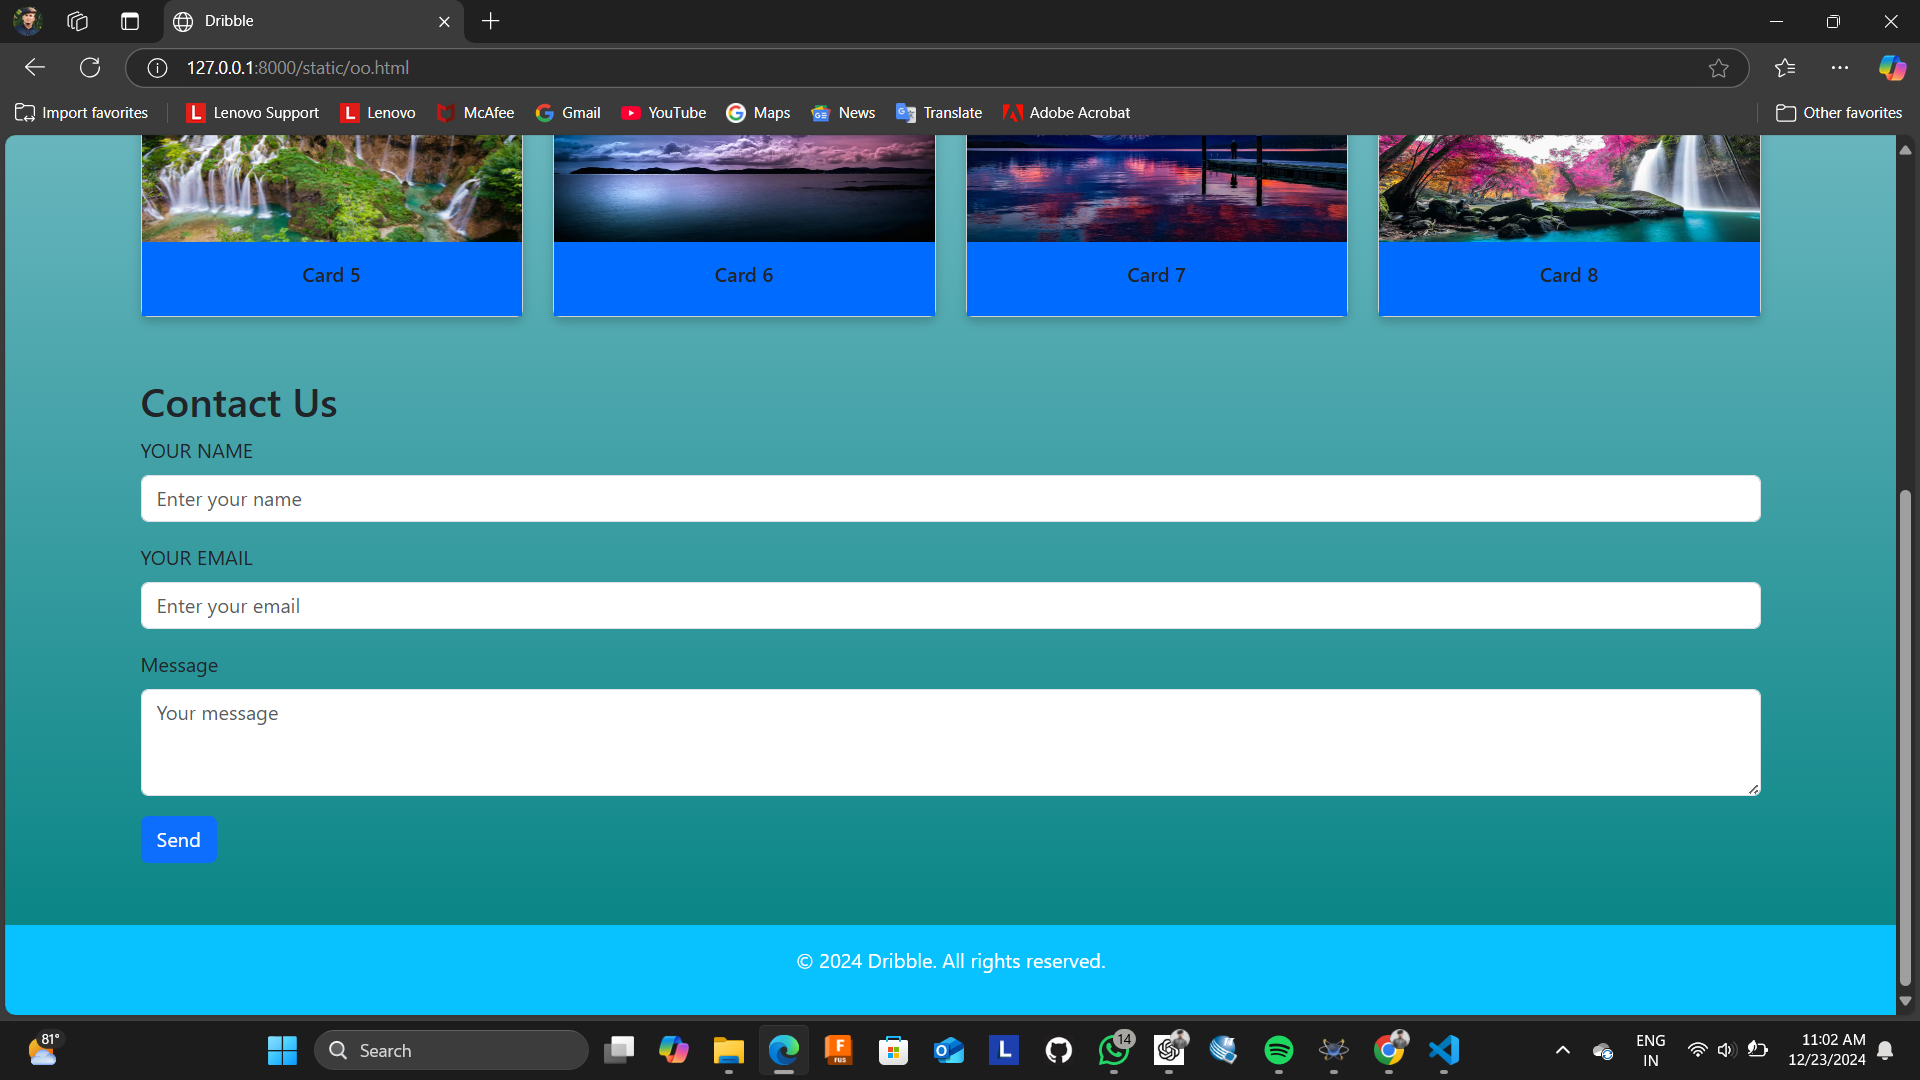 Dribble
127.0.0.1:8000/static/oo.html
Import favorites
Lenovo Support
Lenovo
McAfee
Gmail
YouTube
Maps
News
Translate
Adobe Acrobat
Other favorites
Card 5
Card 6
Card 7
Card 8
Contact Us
YOUR NAME
Enter your name
YOUR EMAIL
Enter your email
Message
Your message
Send
© 2024 Dribble. All rights reserved.
81°
Search
F
FUS
L
14
ENG
IN
11:02 AM
12/23/2024